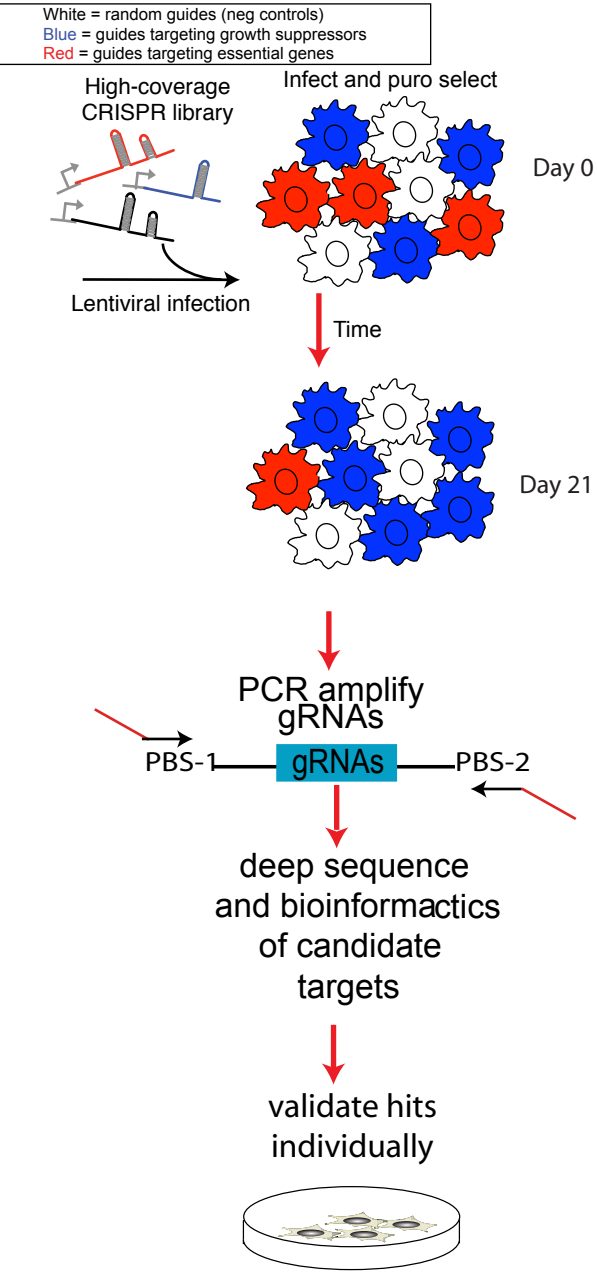 White = random guides (neg controls)
Blue = guides targeting growth suppressors
Red = guides targeting essential genes
High-coverage
CRISPR library
Infect and puro select
Day 0
Lentiviral infection
Time
Day 21
PCR amplify
gRNAs
PBS-1
gRNAs
PBS-2
deep sequence
and bioinformactics
of candidate
targets
validate hits
individually